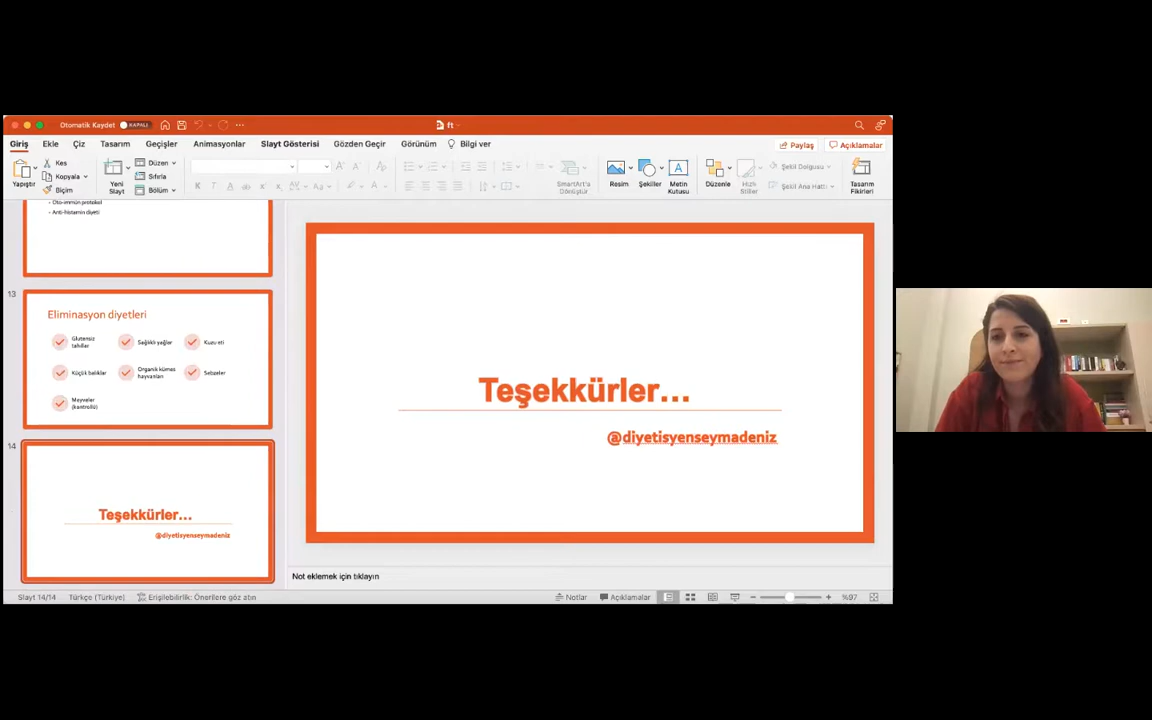 Otomatik Kaydet KAPALI
ft
Giriş Ekle Çiz Tasarım Geçişler Animasyonlar Slayt Gösterisi Gözden Geçir Görünüm Bilgi ver
Paylaş Açıklamalar
Yapıştır
Kes
Kopyala
Biçim
Yeni Slayt
Düzen
Sıfırla
Bölüm
SmartArt'a Dönüştür
Resim
Şekiller
Metin Kutusu
Düzenle
Hızlı Stiller
Şekil Dolgusu
Şekil Ana Hattı
Tasarım Fikirleri
- Oto-immün protokol
- Anti-histamin diyeti
13
Eliminasyon diyetleri
Glutensiz tahıllar
Sağlıklı yağlar
Kuzu eti
Küçük balıklar
Organik kümes hayvanları
Sebzeler
Meyveler (kontrollü)
14
Teşekkürler...
@diyetisyenseymadeniz
Teşekkürler...
@diyetisyenseymadeniz
Not eklemek için tıklayın
Slayt 14/14 Türkçe (Türkiye) Erişilebilirlik: Önerilere göz atın
Notlar Açıklamalar %97